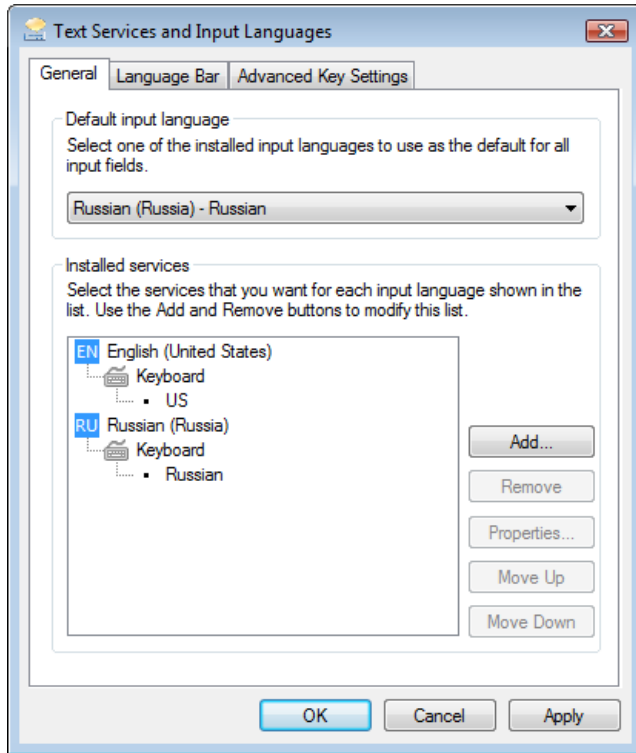 Text Services and Input Languages
General
Language Bar
Advanced Key Settings
Default input language
Select one of the installed input languages to use as the default for all
input fields.
Russian (Russia) - Russian
Installed services
Select the services that you want for each input language shown in the
list. Use the Add and Remove buttons to modify this list.
EN English (United States)
Keyboard
US
RU Russian (Russia)
Keyboard
Russian
Add...
Remove
Properties...
Move Up
Move Down
OK
Cancel
Apply